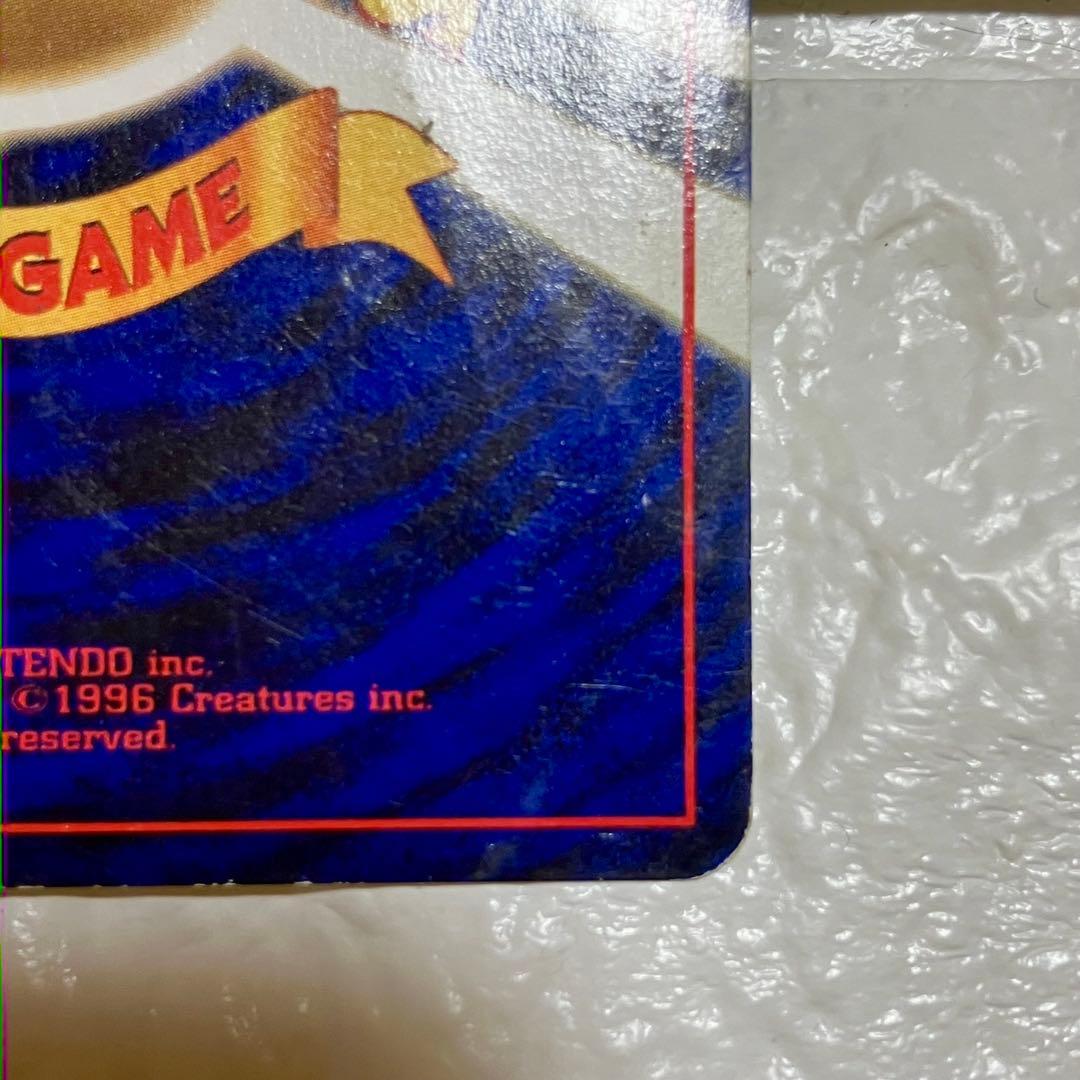 GAME
TENDO inc.
©1996 Creatures inc.
reserved.